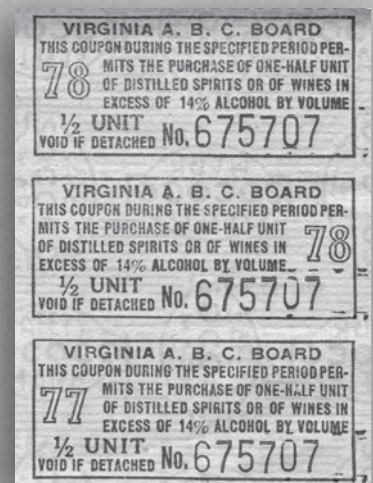 VIRGINIA A. B. C. BOARD
THIS COUPON DURING THE SPECIFIED PERIOD PER-
78 MITS THE PURCHASE OF ONE-HALF UNIT
OF DISTILLED SPIRITS OR OF WINES IN
EXCESS OF 14% ALCOHOL BY VOLUME
½ UNIT
VOID IF DETACHED No. 675707
VIRGINIA A. B. C. BOARD
THIS COUPON DURING THE SPECIFIED PERIOD PER-
MITS THE PURCHASE OF ONE-HALF UNIT
OF DISTILLED SPIRITS OR OF WINES IN 78
EXCESS OF 14% ALCOHOL BY VOLUME
½ UNIT
VOID IF DETACHED No. 675707
VIRGINIA A. B. C. BOARD
THIS COUPON DURING THE SPECIFIED PERIOD PER-
77 MITS THE PURCHASE OF ONE-HALF UNIT
OF DISTILLED SPIRITS OR OF WINES IN
EXCESS OF 14% ALCOHOL BY VOLUME
½ UNIT
VOID IF DETACHED No. 675707